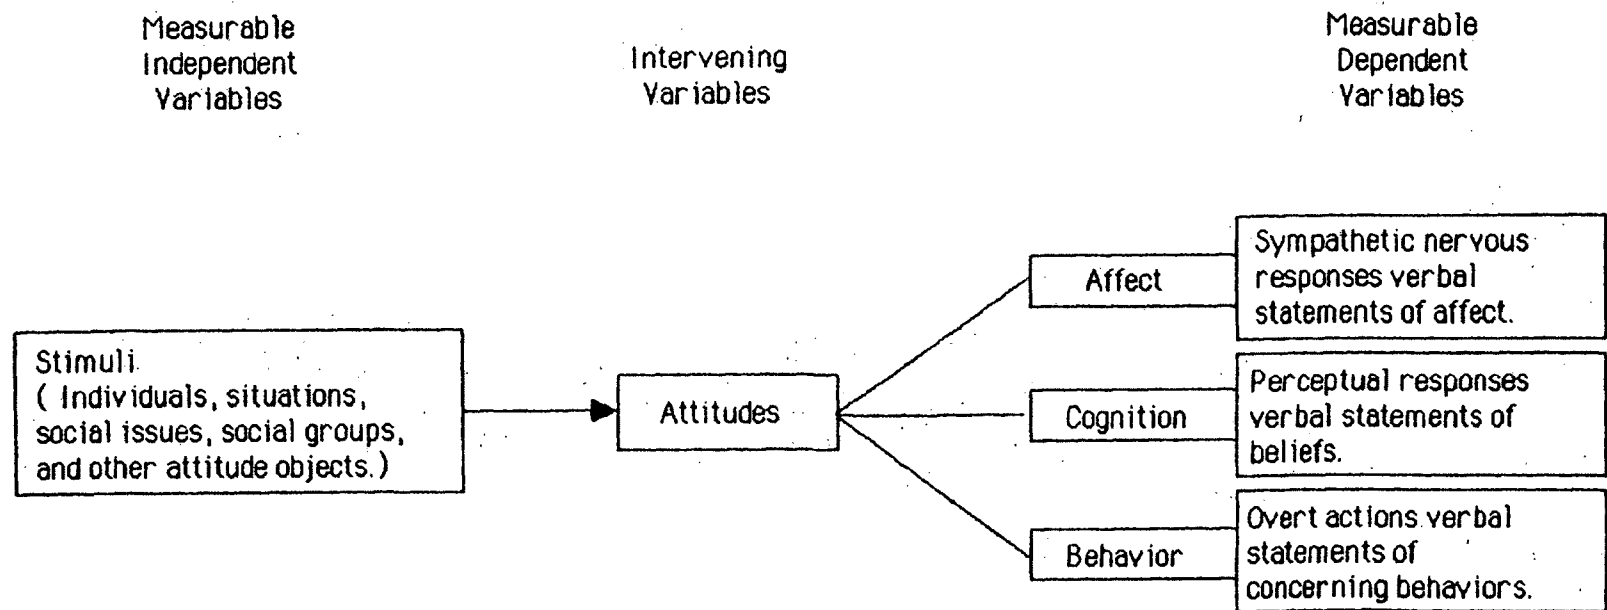 Measurable
Independent
Variables
Intervening
Variables
Measurable
Dependent
Variables
Stimuli
( Individuals, situations,
social issues, social groups,
and other attitude objects.)
Attitudes
Affect
Sympathetic nervous
responses verbal
statements of affect.
Cognition
Perceptual responses
verbal statements of
beliefs.
Behavior
Overt actions verbal
statements of
concerning behaviors.